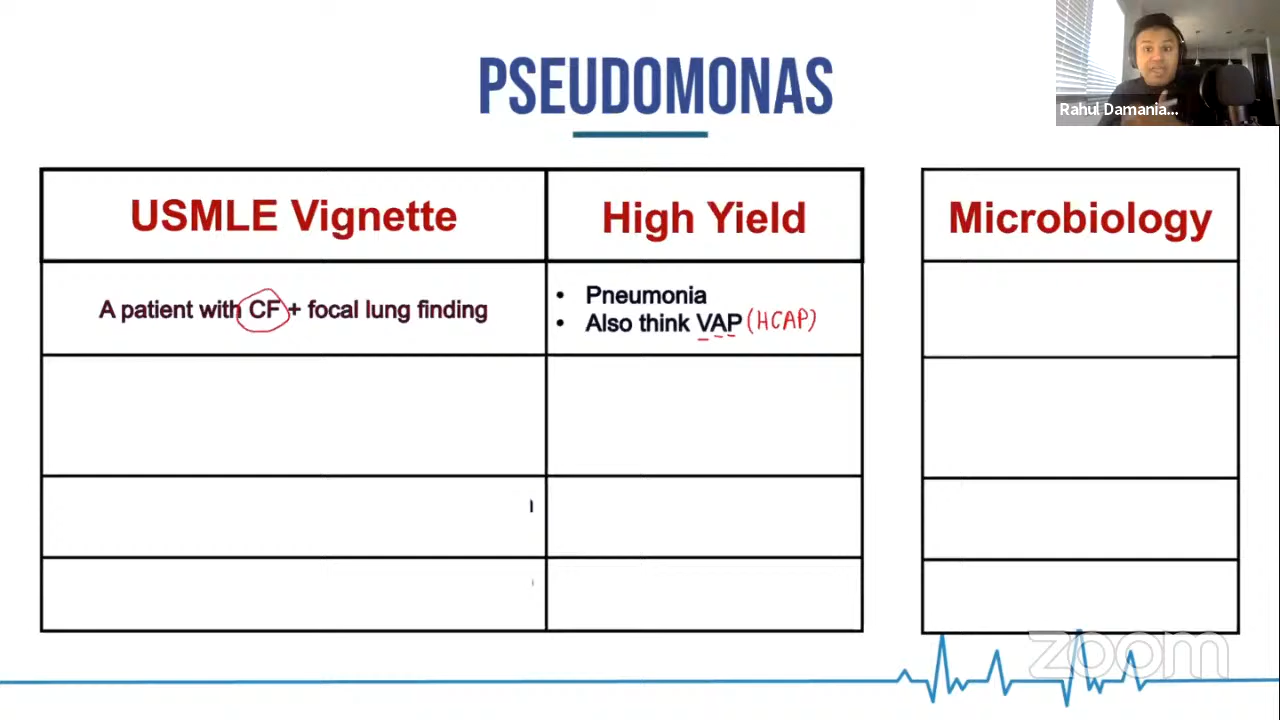 PSEUDOMONAS
Rahul Damania...
USMLE Vignette
High Yield
Microbiology
A patient with CF + focal lung finding
• Pneumonia
• Also think VAP (HCAP)
zoom